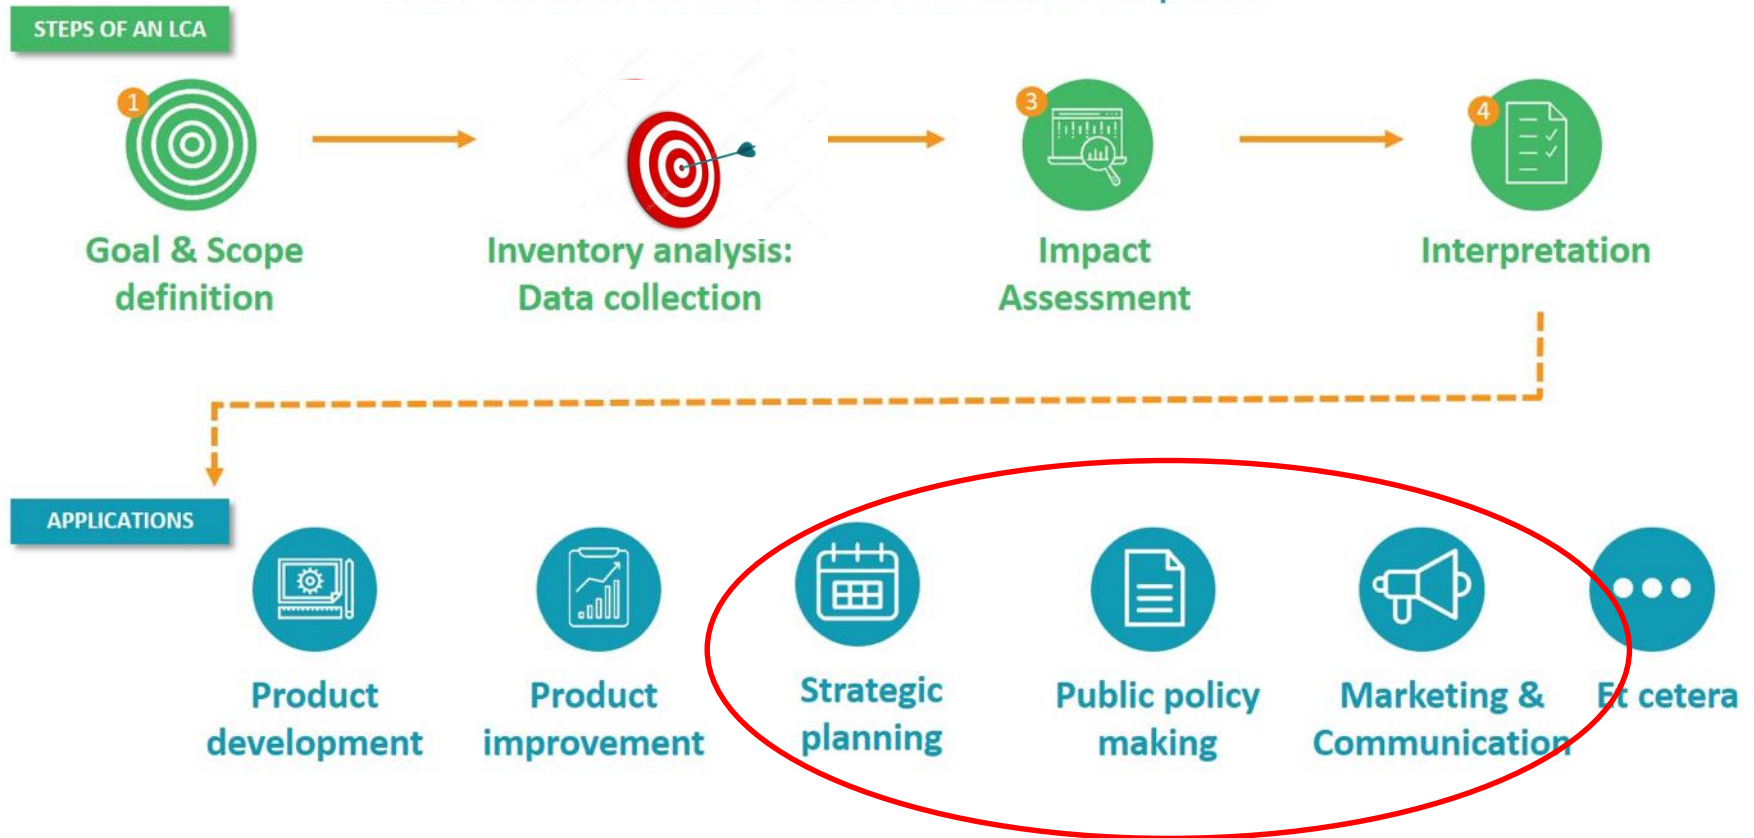 STEPS OF AN LCA
1
3
4
Goal & Scope
definition
Inventory analysis:
Data collection
Impact
Assessment
Interpretation
APPLICATIONS
Product
development
Product
improvement
Strategic
planning
Public policy
making
Marketing &
Communication
Et cetera